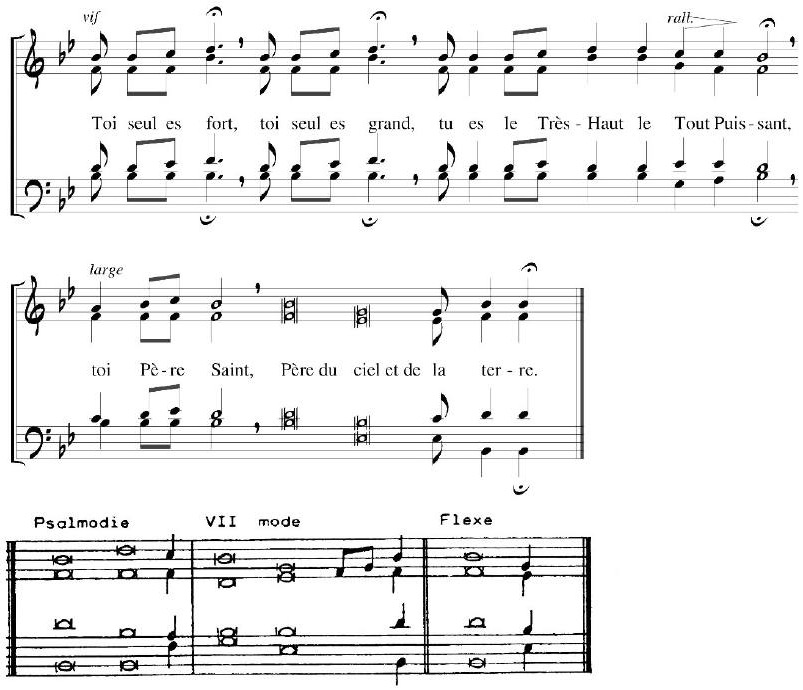 vif
rall.
Toi seul es fort, toi seul es grand, tu es le Très - Haut le Tout Puis - sant,
large
toi Pè - re Saint, Père du ciel et de la ter - re.
Psalmodie VII mode Flexe